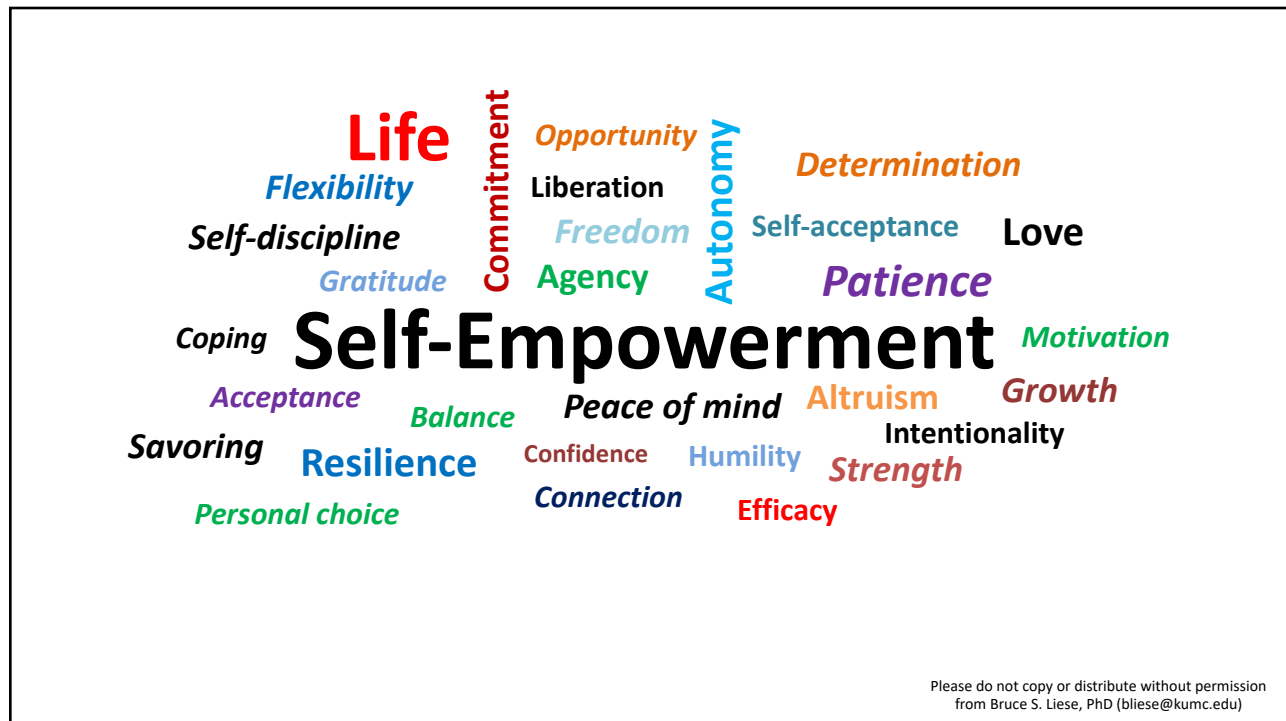 Life
Commitment
Opportunity
Autonomy
Determination
Flexibility
Liberation
Self-discipline
Freedom
Self-acceptance
Love
Gratitude
Agency
Patience
Coping
Self-Empowerment
Motivation
Acceptance
Balance
Peace of mind
Altruism
Growth
Savoring
Resilience
Confidence
Humility
Intentionality
Strength
Personal choice
Connection
Efficacy
Please do not copy or distribute without permission
from Bruce S. Liese, PhD (bliese@kumc.edu)